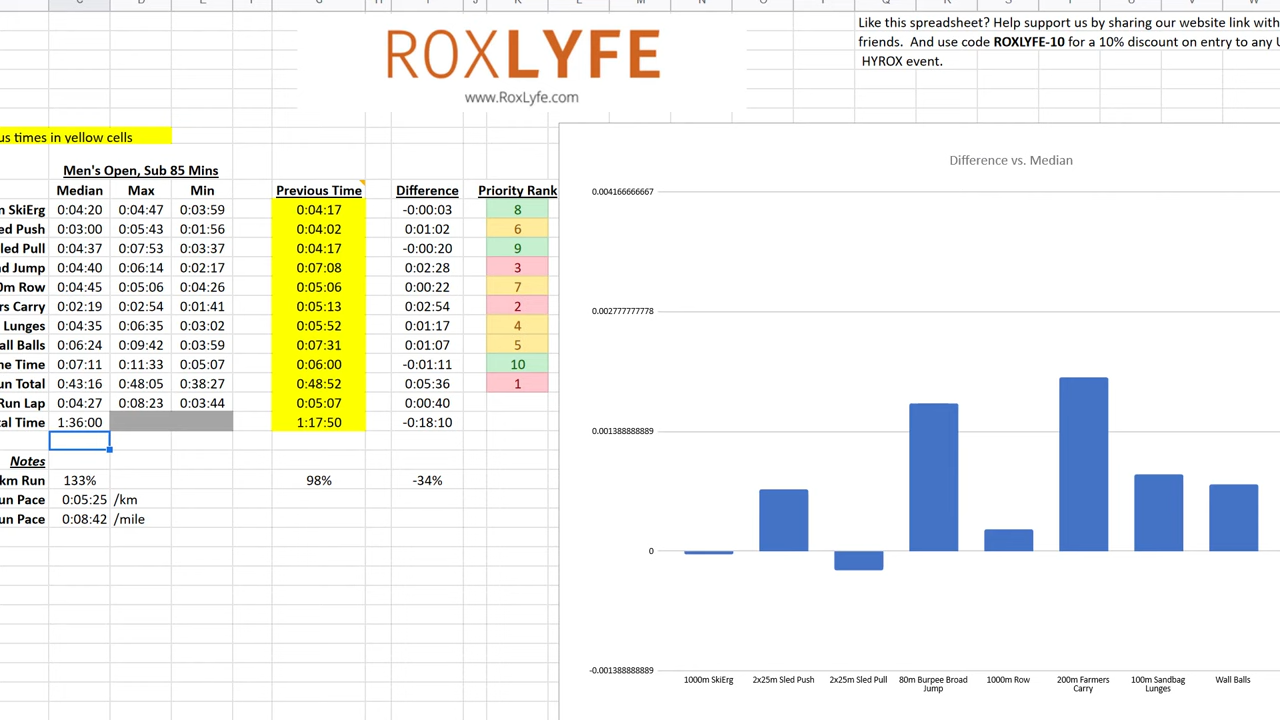 Like this spreadsheet? Help support us by sharing our website link with
friends. And use code ROXLYFE-10 for a 10% discount on entry to any U
HYROX event.
ROXLYFE
www.RoxLyfe.com
us times in yellow cells
Men's Open, Sub 85 Mins
Median Max Min Previous Time Difference Priority Rank
n SkiErg 0:04:20 0:04:47 0:03:59 0:04:17 -0:00:03 8
ed Push 0:03:00 0:05:43 0:01:56 0:04:02 0:01:02 6
led Pull 0:04:37 0:07:53 0:03:37 0:04:17 -0:00:20 9
ad Jump 0:04:40 0:06:14 0:02:17 0:07:08 0:02:28 3
0m Row 0:04:45 0:05:06 0:04:26 0:05:06 0:00:22 7
rs Carry 0:02:19 0:02:54 0:01:41 0:05:13 0:02:54 2
Lunges 0:04:35 0:06:35 0:03:02 0:05:52 0:01:17 4
all Balls 0:06:24 0:09:42 0:03:59 0:07:31 0:01:07 5
ne Time 0:07:11 0:11:33 0:05:07 0:06:00 -0:01:11 10
un Total 0:43:16 0:48:05 0:38:27 0:48:52 0:05:36 1
Run Lap 0:04:27 0:08:23 0:03:44 0:05:07 0:00:40
tal Time 1:36:00 1:17:50 -0:18:10
Notes
km Run 133% 98% -34%
un Pace 0:05:25 /km
un Pace 0:08:42 /mile
Difference vs. Median
0.004166666667
0.002777777778
0.001388888889
0
-0.001388888889
1000m SkiErg 2x25m Sled Push 2x25m Sled Pull 80m Burpee Broad Jump 1000m Row 200m Farmers Carry 100m Sandbag Lunges Wall Balls